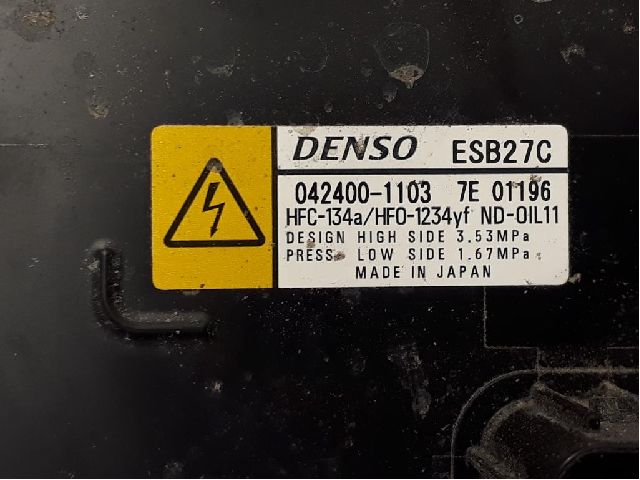 DENSO ESB27C
042400-1103 7E 01196
HFC-134a/HFO-1234yf ND-OIL11
DESIGN HIGH SIDE 3.53MPa
PRESS. LOW SIDE 1.67MPa
MADE IN JAPAN